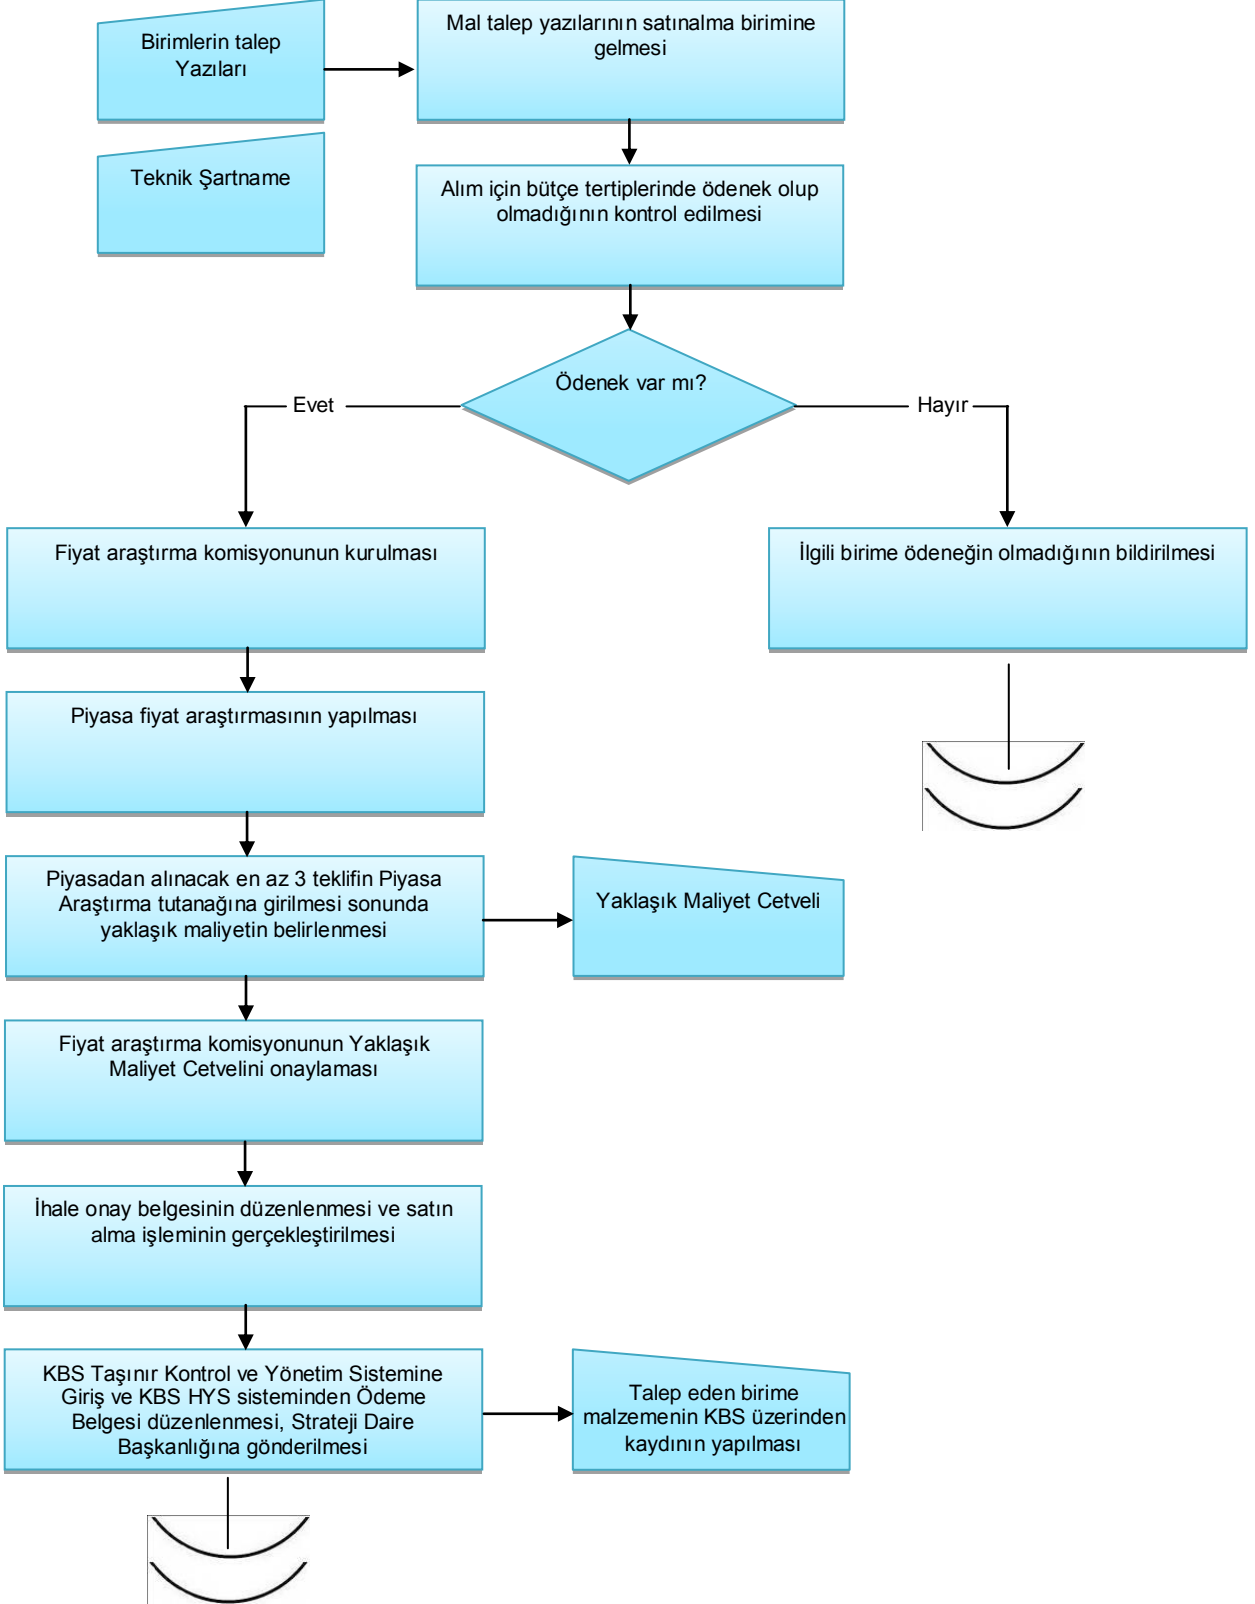 Birimlerin talep
Yazıları
Mal talep yazılarının satınalma birimine
gelmesi
Teknik Şartname
Alım için bütçe tertiplerinde ödenek olup
olmadığının kontrol edilmesi
Ödenek var mı?
Evet
Hayır
Fiyat araştırma komisyonunun kurulması
İlgili birime ödeneğin olmadığının bildirilmesi
Piyasa fiyat araştırmasının yapılması
Piyasadan alınacak en az 3 teklifin Piyasa
Araştırma tutanağına girilmesi sonunda
yaklaşık maliyetin belirlenmesi
Yaklaşık Maliyet Cetveli
Fiyat araştırma komisyonunun Yaklaşık
Maliyet Cetvelini onaylaması
İhale onay belgesinin düzenlenmesi ve satın
alma işleminin gerçekleştirilmesi
KBS Taşınır Kontrol ve Yönetim Sistemine
Giriş ve KBS HYS sisteminden Ödeme
Belgesi düzenlenmesi, Strateji Daire
Başkanlığına gönderilmesi
Talep eden birime
malzemenin KBS üzerinden
kaydının yapılması